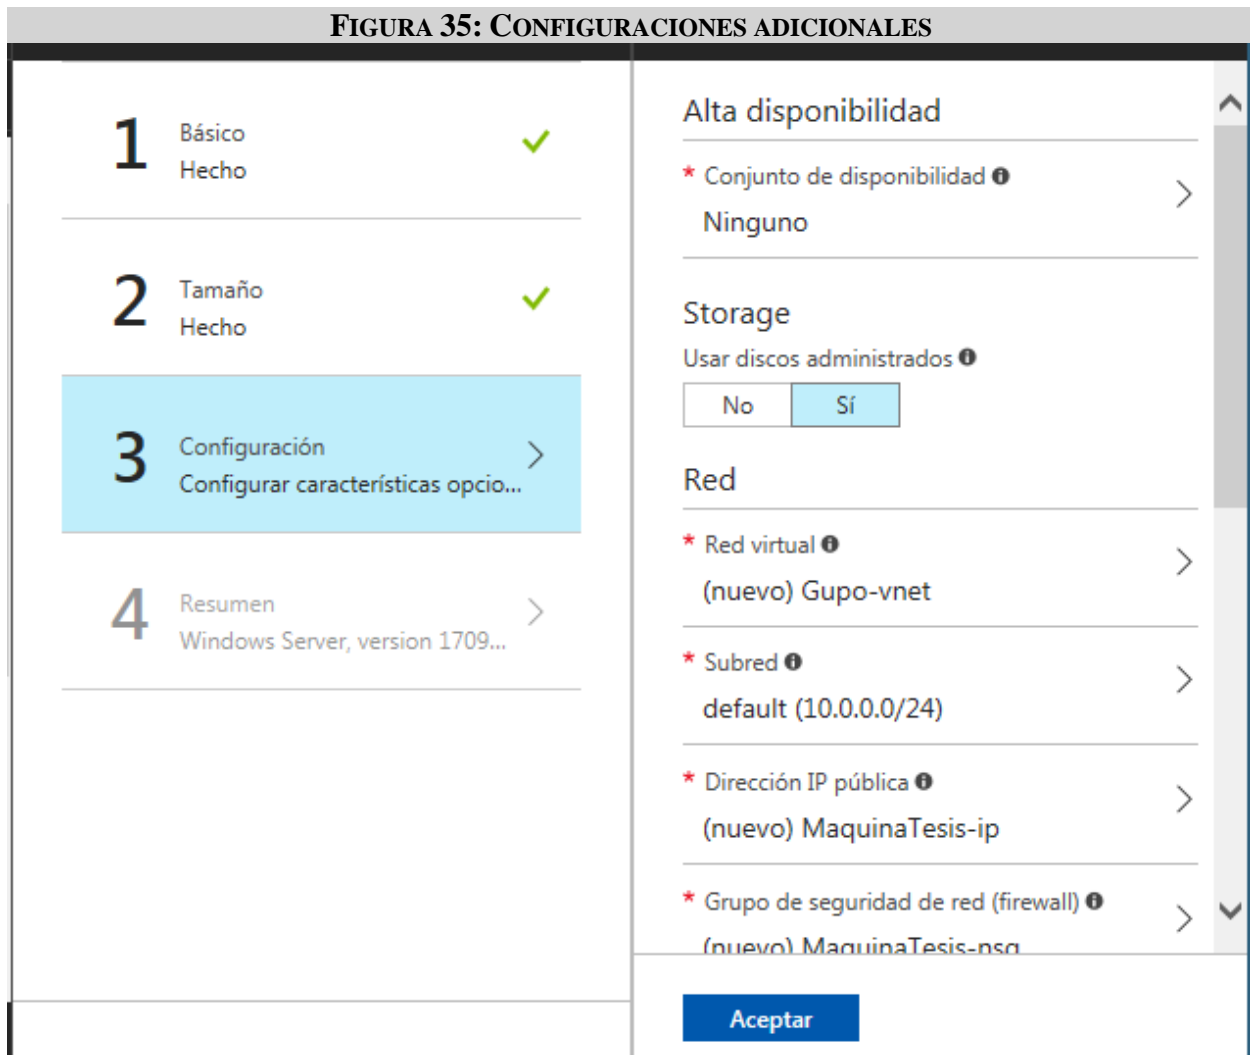 FIGURA 35: CONFIGURACIONES ADICIONALES
1
Básico
Hecho
2
Tamaño
Hecho
3
Configuración
Configurar características opcio...
4
Resumen
Windows Server, version 1709...
Alta disponibilidad
* Conjunto de disponibilidad
Ninguno
Storage
Usar discos administrados
No Sí
Red
* Red virtual
(nuevo) Gupo-vnet
* Subred
default (10.0.0.0/24)
* Dirección IP pública
(nuevo) MaquinaTesis-ip
* Grupo de seguridad de red (firewall)
(nuevo) MaquinaTesis-nsg
Aceptar